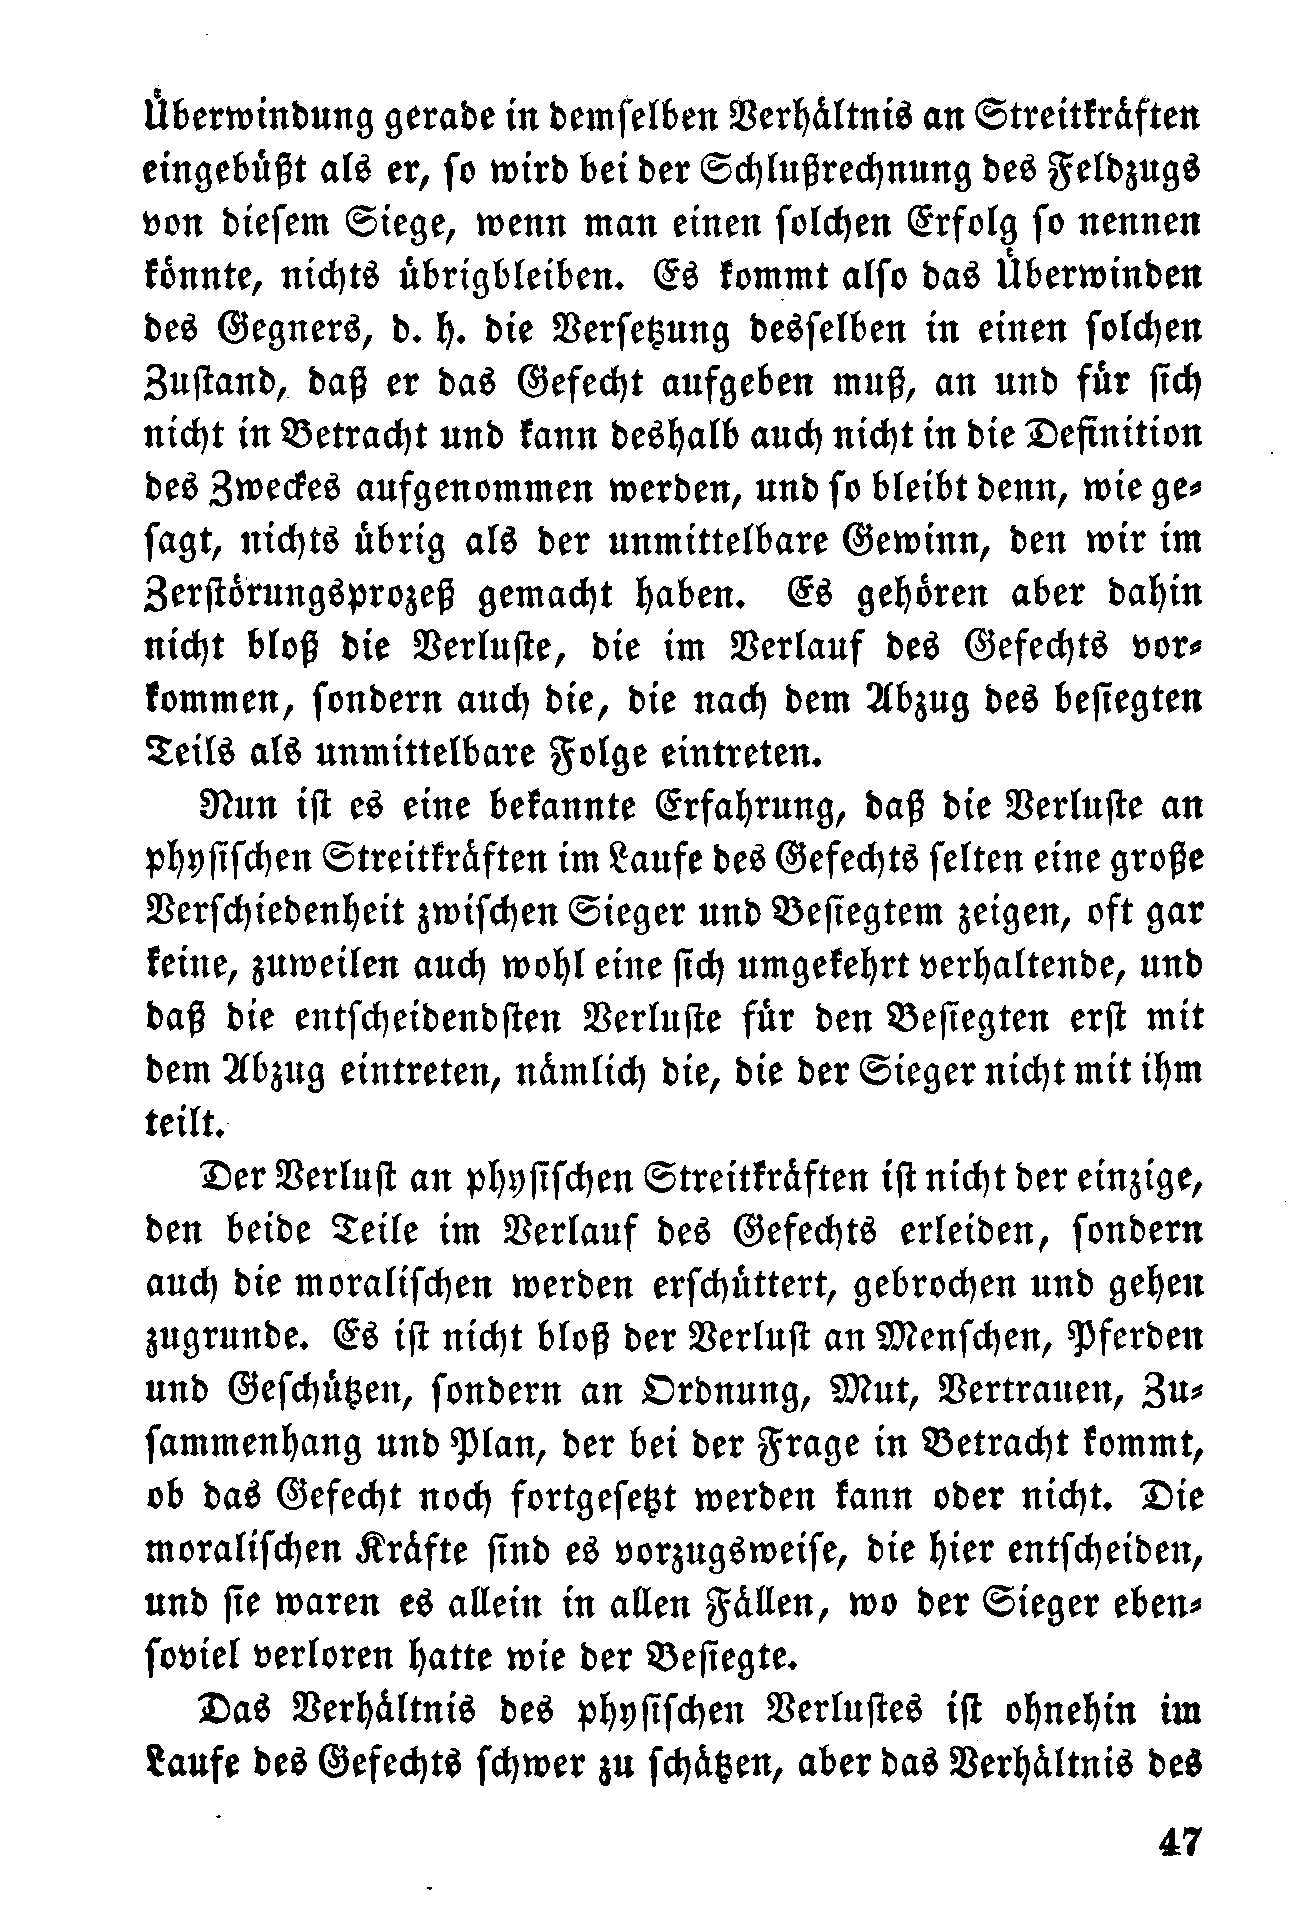 Überwindung gerade in demselben Verhältnis an Streitkräften
eingebüßt als er, so wird bei der Schlußrechnung des Feldzugs
von diesem Siege, wenn man einen solchen Erfolg so nennen
könnte, nichts übrigbleiben. Es kommt also das Überwinden
des Gegners, d. h. die Versetzung desselben in einen solchen
Zustand, daß er das Gefecht aufgeben muß, an und für sich
nicht in Betracht und kann deshalb auch nicht in die Definition
des Zweckes aufgenommen werden, und so bleibt denn, wie ge-
sagt, nichts übrig als der unmittelbare Gewinn, den wir im
Zerstörungsprozeß gemacht haben. Es gehören aber dahin
nicht bloß die Verluste, die im Verlauf des Gefechts vor-
kommen, sondern auch die, die nach dem Abzug des besiegten
Teils als unmittelbare Folge eintreten.
Nun ist es eine bekannte Erfahrung, daß die Verluste an
physischen Streitkräften im Laufe des Gefechts selten eine große
Verschiedenheit zwischen Sieger und Besiegtem zeigen, oft gar
keine, zuweilen auch wohl eine sich umgekehrt verhaltende, und
daß die entscheidendsten Verluste für den Besiegten erst mit
dem Abzug eintreten, nämlich die, die der Sieger nicht mit ihm
teilt.
Der Verlust an physischen Streitkräften ist nicht der einzige,
den beide Teile im Verlauf des Gefechts erleiden, sondern
auch die moralischen werden erschüttert, gebrochen und gehen
zugrunde. Es ist nicht bloß der Verlust an Menschen, Pferden
und Geschützen, sondern an Ordnung, Mut, Vertrauen, Zu-
sammenhang und Plan, der bei der Frage in Betracht kommt,
ob das Gefecht noch fortgesetzt werden kann oder nicht. Die
moralischen Kräfte sind es vorzugsweise, die hier entscheiden,
und sie waren es allein in allen Fällen, wo der Sieger eben-
soviel verloren hatte wie der Besiegte.
Das Verhältnis des physischen Verlustes ist ohnehin im
Laufe des Gefechts schwer zu schätzen, aber das Verhältnis des
47